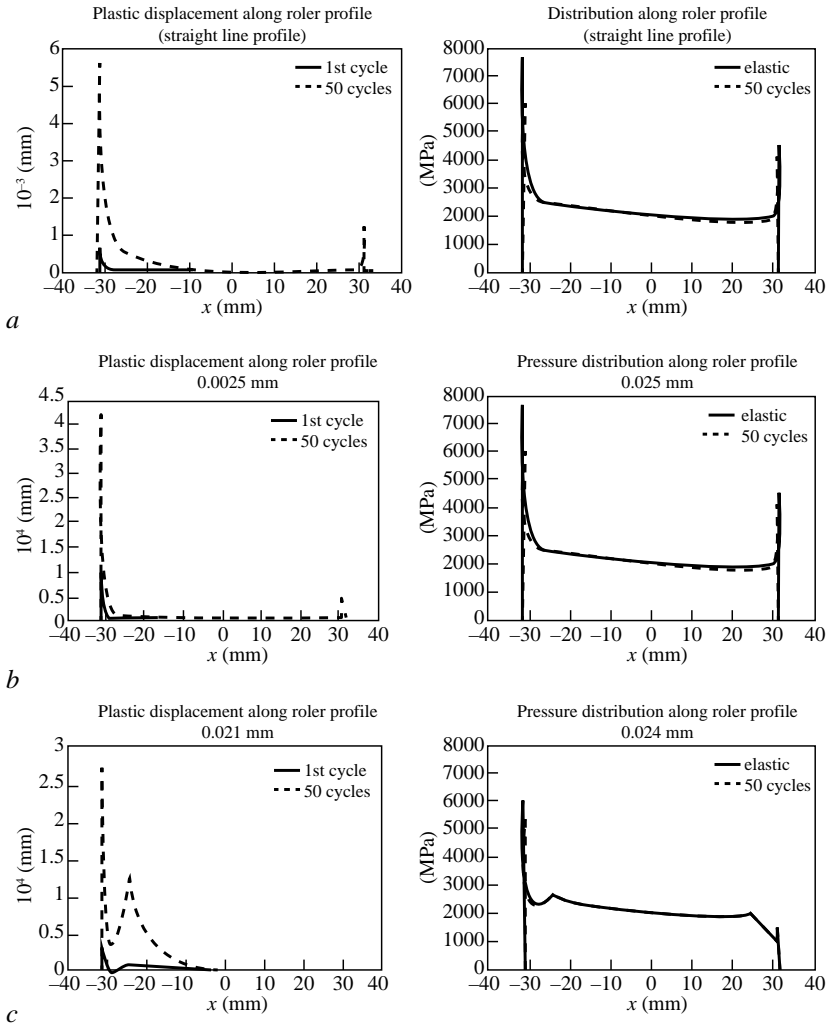 Plastic displacement along roler profile
(straight line profile)
6
5
4
3
2
1
0
10⁻³ (mm)
1st cycle
50 cycles
–40 –30 –20 –10 0 10 20 30 40
x (mm)
Distribution along roler profile
(straight line profile)
8000
7000
6000
5000
4000
3000
2000
1000
0
(MPa)
elastic
50 cycles
–40 –30 –20 –10 0 10 20 30 40
x (mm)
a
Plastic displacement along roler profile
0.0025 mm
4.5
4
3.5
3
2.5
2
1.5
1
0.5
0
10⁴ (mm)
1st cycle
50 cycles
–40 –30 –20 –10 0 10 20 30 40
x (mm)
Pressure distribution along roler profile
0.025 mm
8000
7000
6000
5000
4000
3000
2000
1000
0
(MPa)
elastic
50 cycles
–40 –30 –20 –10 0 10 20 30 40
x (mm)
b
Plastic displacement along roler profile
0.021 mm
3
2.5
2
1.5
1
0.5
0
10⁴ (mm)
1st cycle
50 cycles
–40 –30 –20 –10 0 10 20 30 40
x (mm)
Pressure distribution along roler profile
0.024 mm
8000
7000
6000
5000
4000
3000
2000
1000
0
(MPa)
elastic
50 cycles
–40 –30 –20 –10 0 10 20 30 40
x (mm)
c